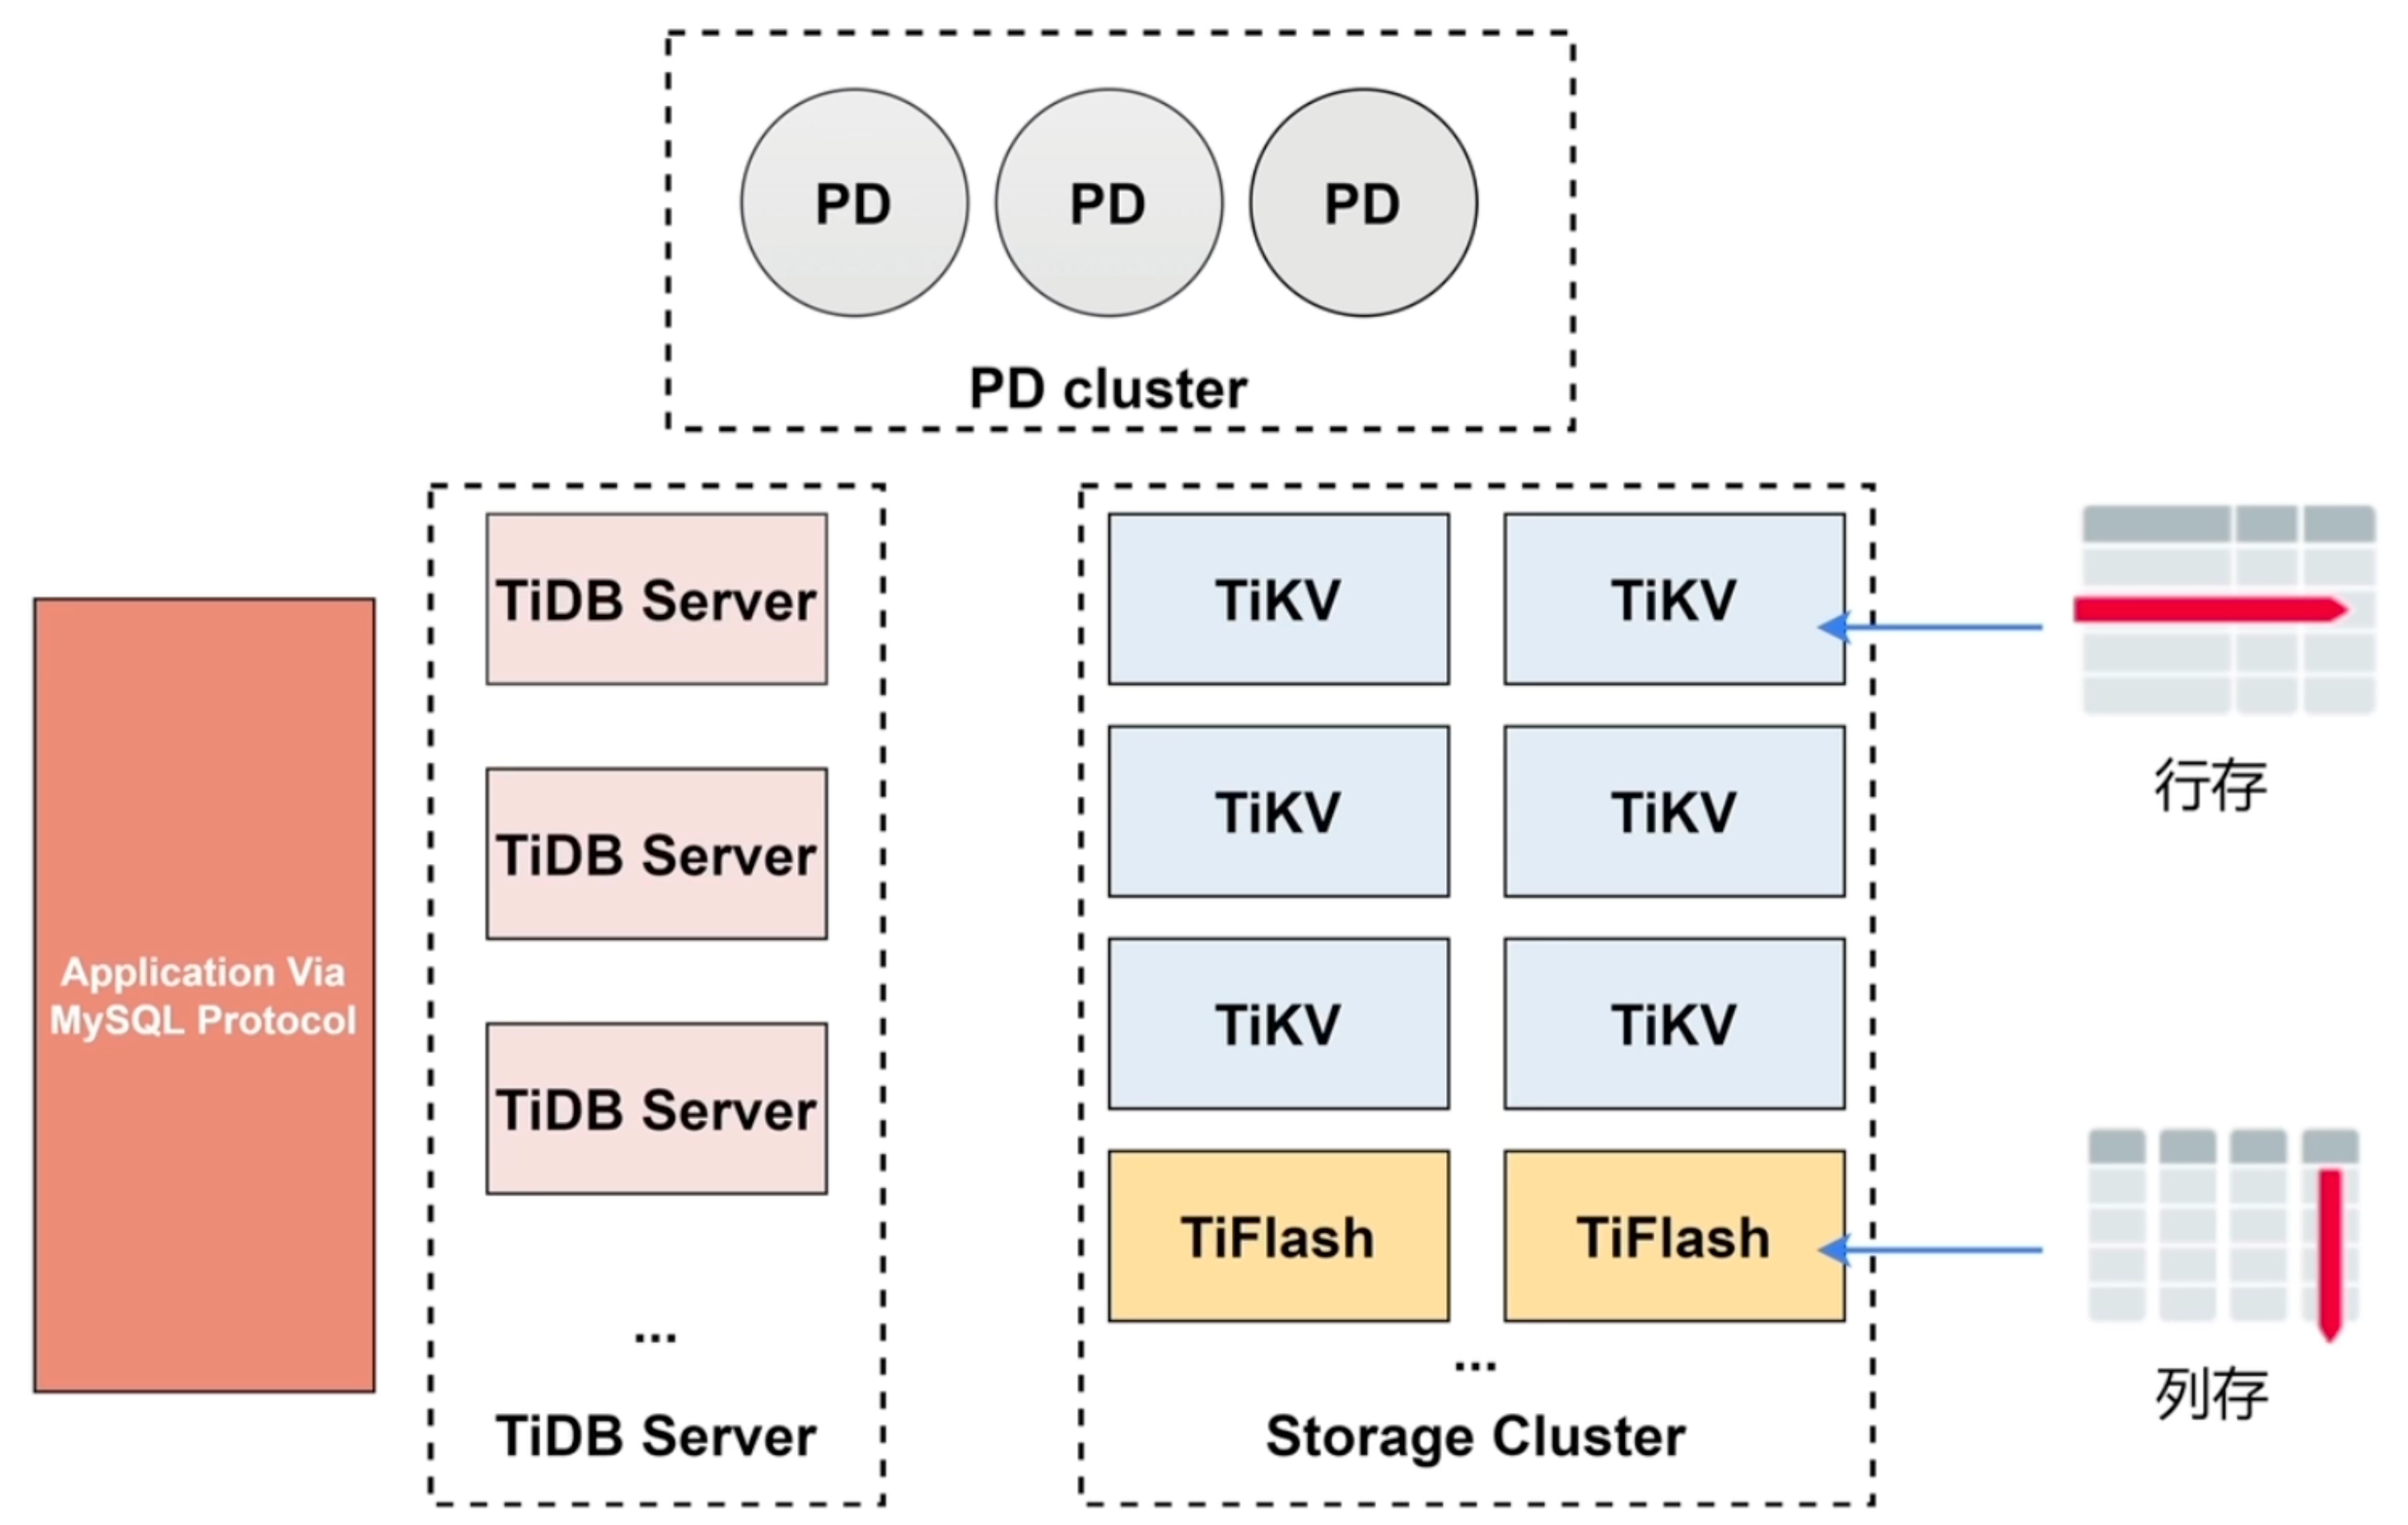 PD
PD
PD
PD cluster
Application Via
MySQL Protocol
TiDB Server
TiDB Server
TiDB Server
...
TiDB Server
TiKV
TiKV
TiKV
TiKV
TiKV
TiKV
TiFlash
TiFlash
...
Storage Cluster
行存
列存